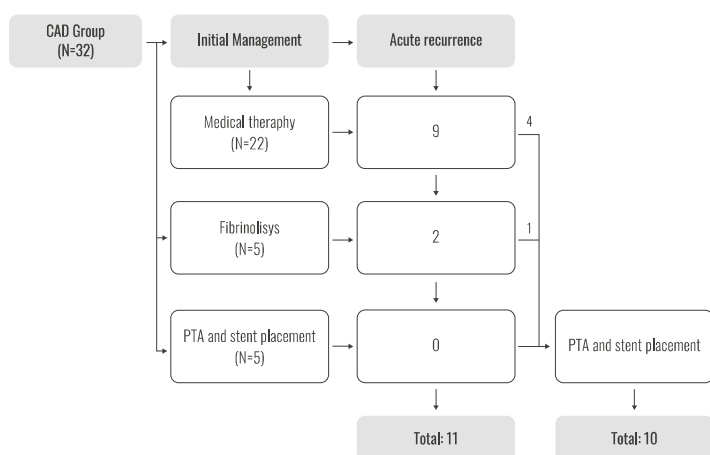 CAD Group
(N=32)
Initial Management
Acute recurrence
Medical theraphy
(N=22)
9
4
Fibrinolisys
(N=5)
2
1
PTA and stent placement
(N=5)
0
PTA and stent placement
Total: 11
Total: 10